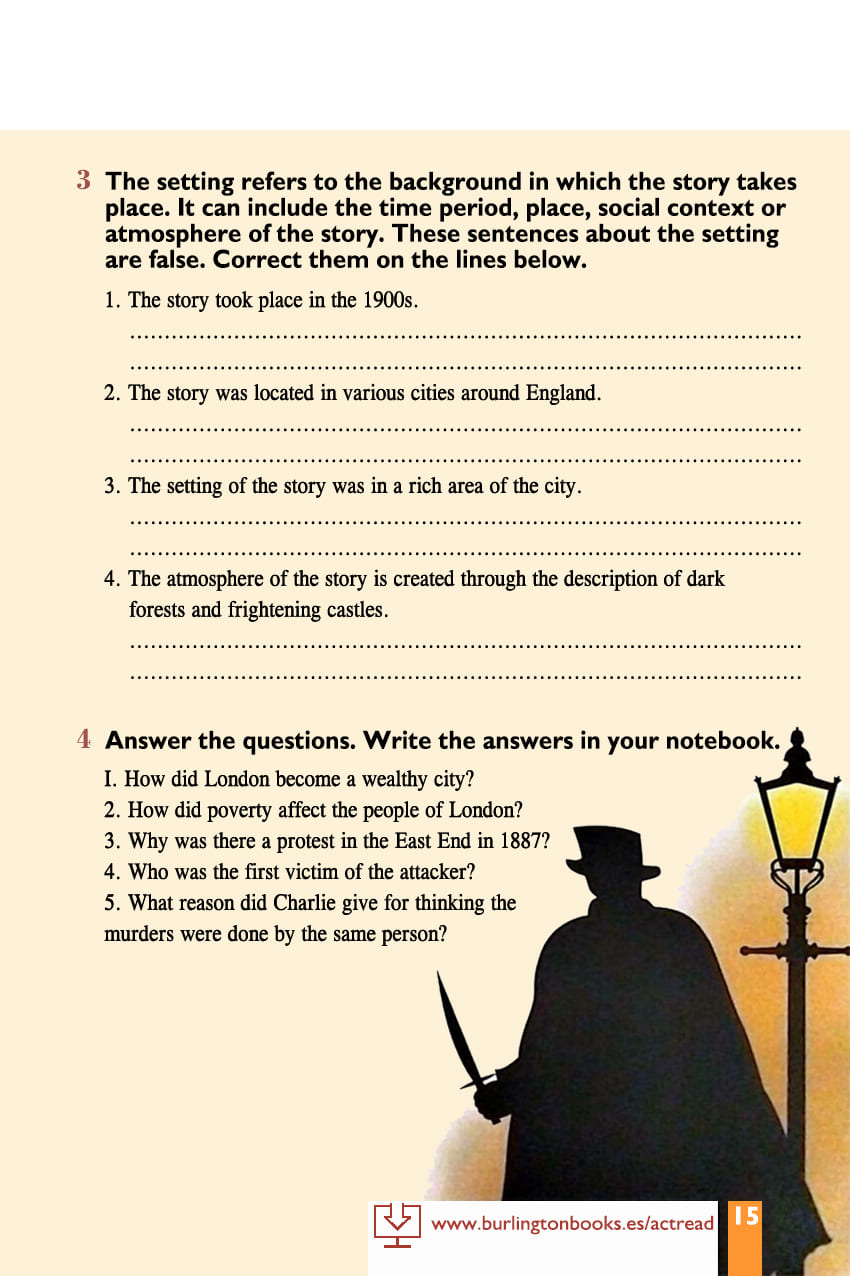 3 The setting refers to the background in which the story takes
place. It can include the time period, place, social context or
atmosphere of the story. These sentences about the setting
are false. Correct them on the lines below.
1. The story took place in the 1900s.
2. The story was located in various cities around England.
3. The setting of the story was in a rich area of the city.
4. The atmosphere of the story is created through the description of dark
forests and frightening castles.
4 Answer the questions. Write the answers in your notebook.
I. How did London become a wealthy city?
2. How did poverty affect the people of London?
3. Why was there a protest in the East End in 1887?
4. Who was the first victim of the attacker?
5. What reason did Charlie give for thinking the
murders were done by the same person?
www.burlingtonbooks.es/actread
15